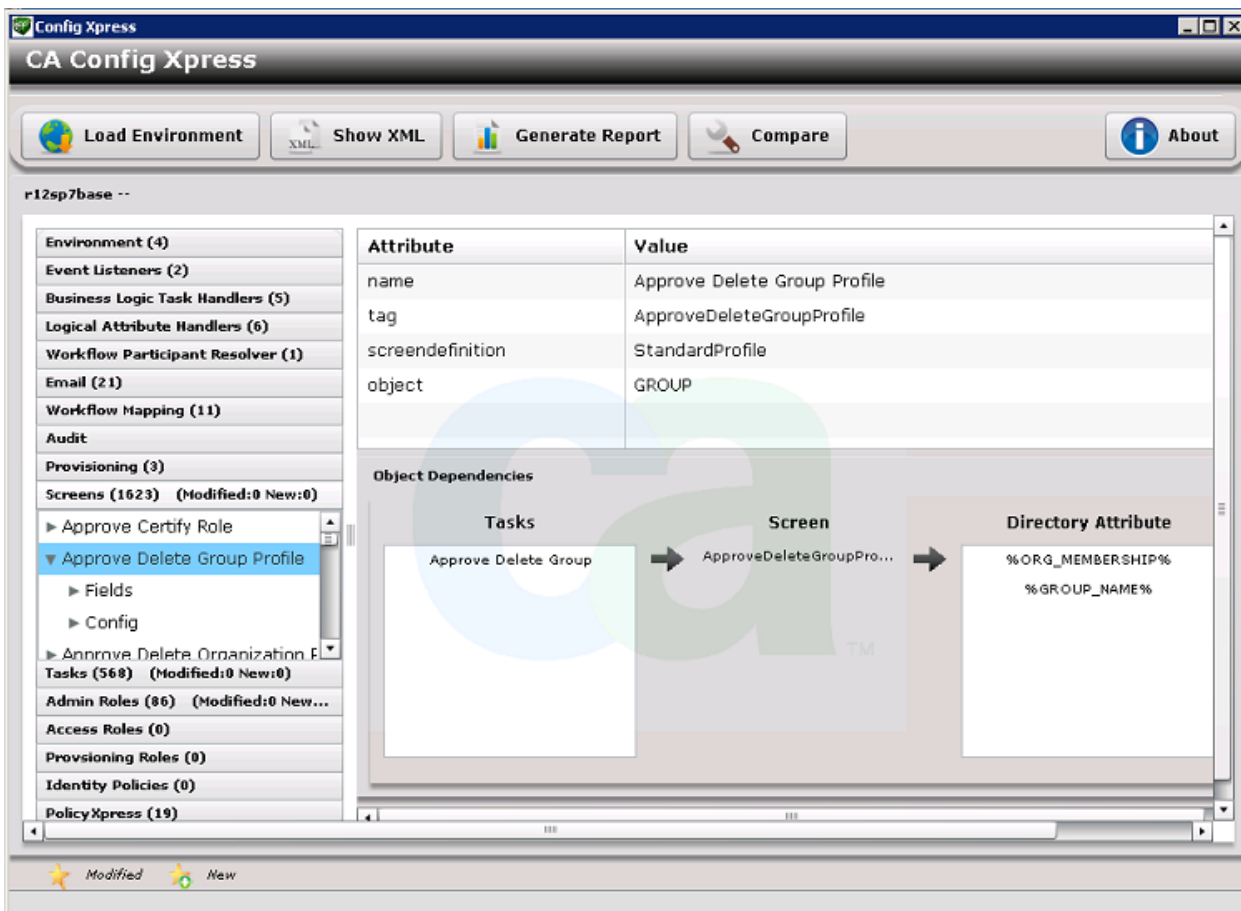 Config Xpress
CA Config Xpress
Load Environment
XML
Show XML
Generate Report
Compare
About
r12sp7base --
Environment (4)
Event Listeners (2)
Business Logic Task Handlers (5)
Logical Attribute Handlers (6)
Workflow Participant Resolver (1)
Email (21)
Workflow Mapping (11)
Audit
Provisioning (3)
Screens (1623) (Modified:0 New:0)
Approve Certify Role
Approve Delete Group Profile
Fields
Config
Approve Delete Organization P
Tasks (568) (Modified:0 New:0)
Admin Roles (86) (Modified:0 New...
Access Roles (0)
Provsioning Roles (0)
Identity Policies (0)
PolicyXpress (19)
Attribute Value
name Approve Delete Group Profile
tag ApproveDeleteGroupProfile
screendefinition StandardProfile
object GROUP
ca
TM
Object Dependencies
Tasks Screen Directory Attribute
Approve Delete Group ApproveDeleteGroupPro... %ORG_MEMBERSHIP%
%GROUP_NAME%
Modified New